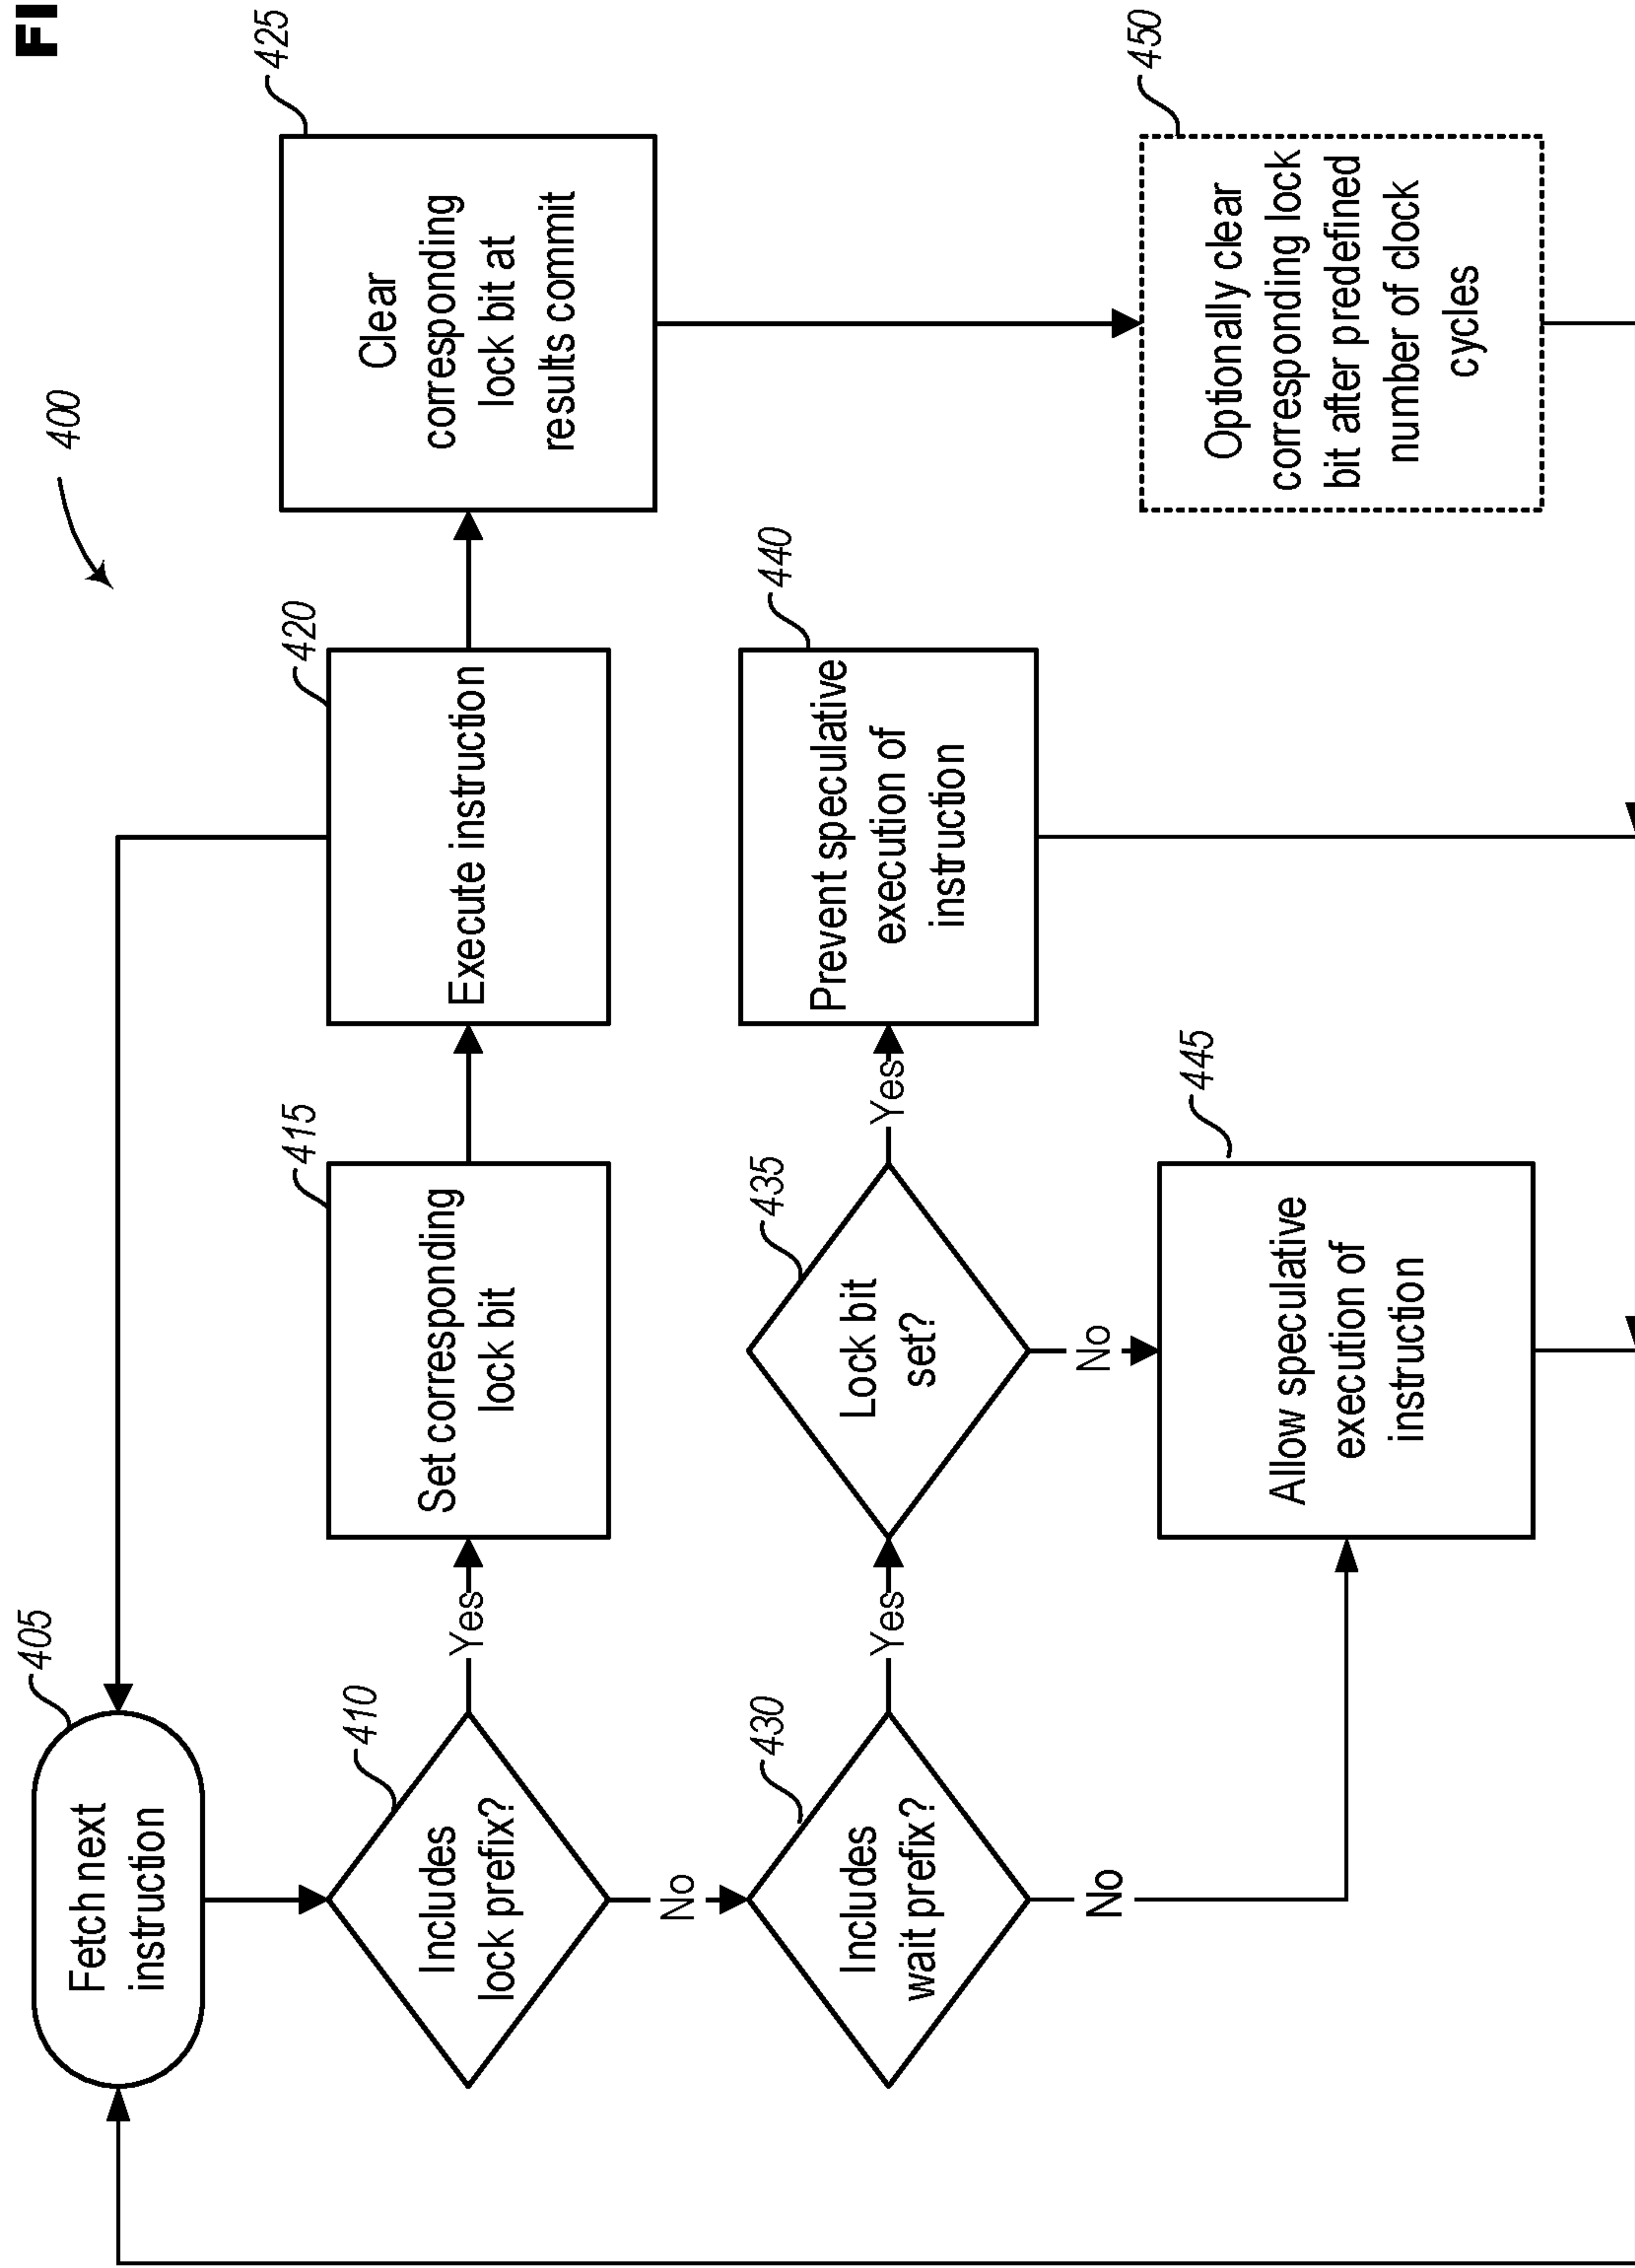 FI
400
405
Fetch next
instruction
410
Includes
lock prefix?
Yes
415
Set corresponding
lock bit
420
Execute instruction
425
Clear
corresponding
lock bit at
results commit
No
430
Includes
wait prefix?
Yes
435
Lock bit
set?
Yes
440
Prevent speculative
execution of
instruction
No
No
445
Allow speculative
execution of
instruction
450
Optionally clear
corresponding lock
bit after predefined
number of clock
cycles